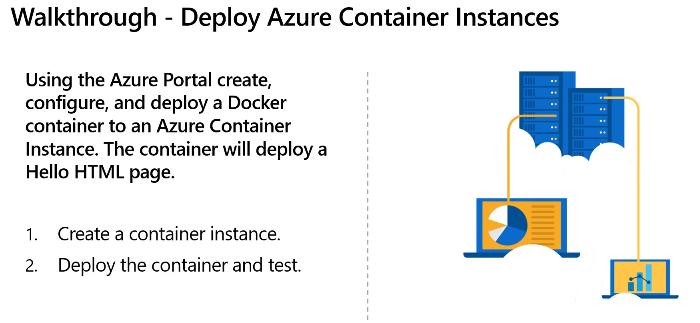 Walkthrough - Deploy Azure Container Instances
Using the Azure Portal create,
configure, and deploy a Docker
container to an Azure Container
Instance. The container will deploy a
Hello HTML page.
1. Create a container instance.
2. Deploy the container and test.